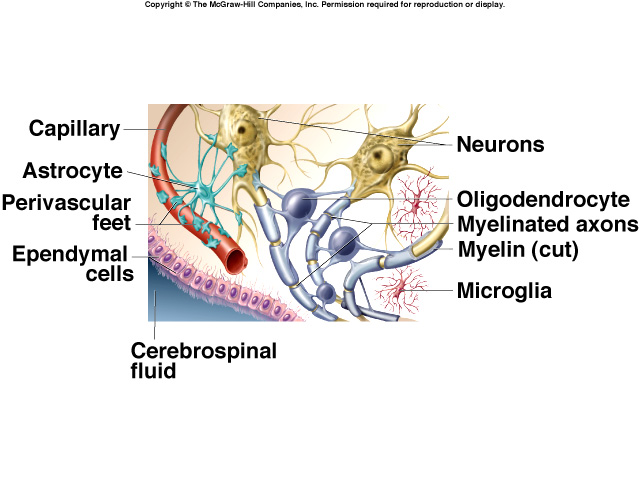 Copyright © The McGraw-Hill Companies, Inc. Permission required for reproduction or display.
Capillary
Astrocyte
Perivascular
feet
Ependymal
cells
Cerebrospinal
fluid
Neurons
Oligodendrocyte
Myelinated axons
Myelin (cut)
Microglia